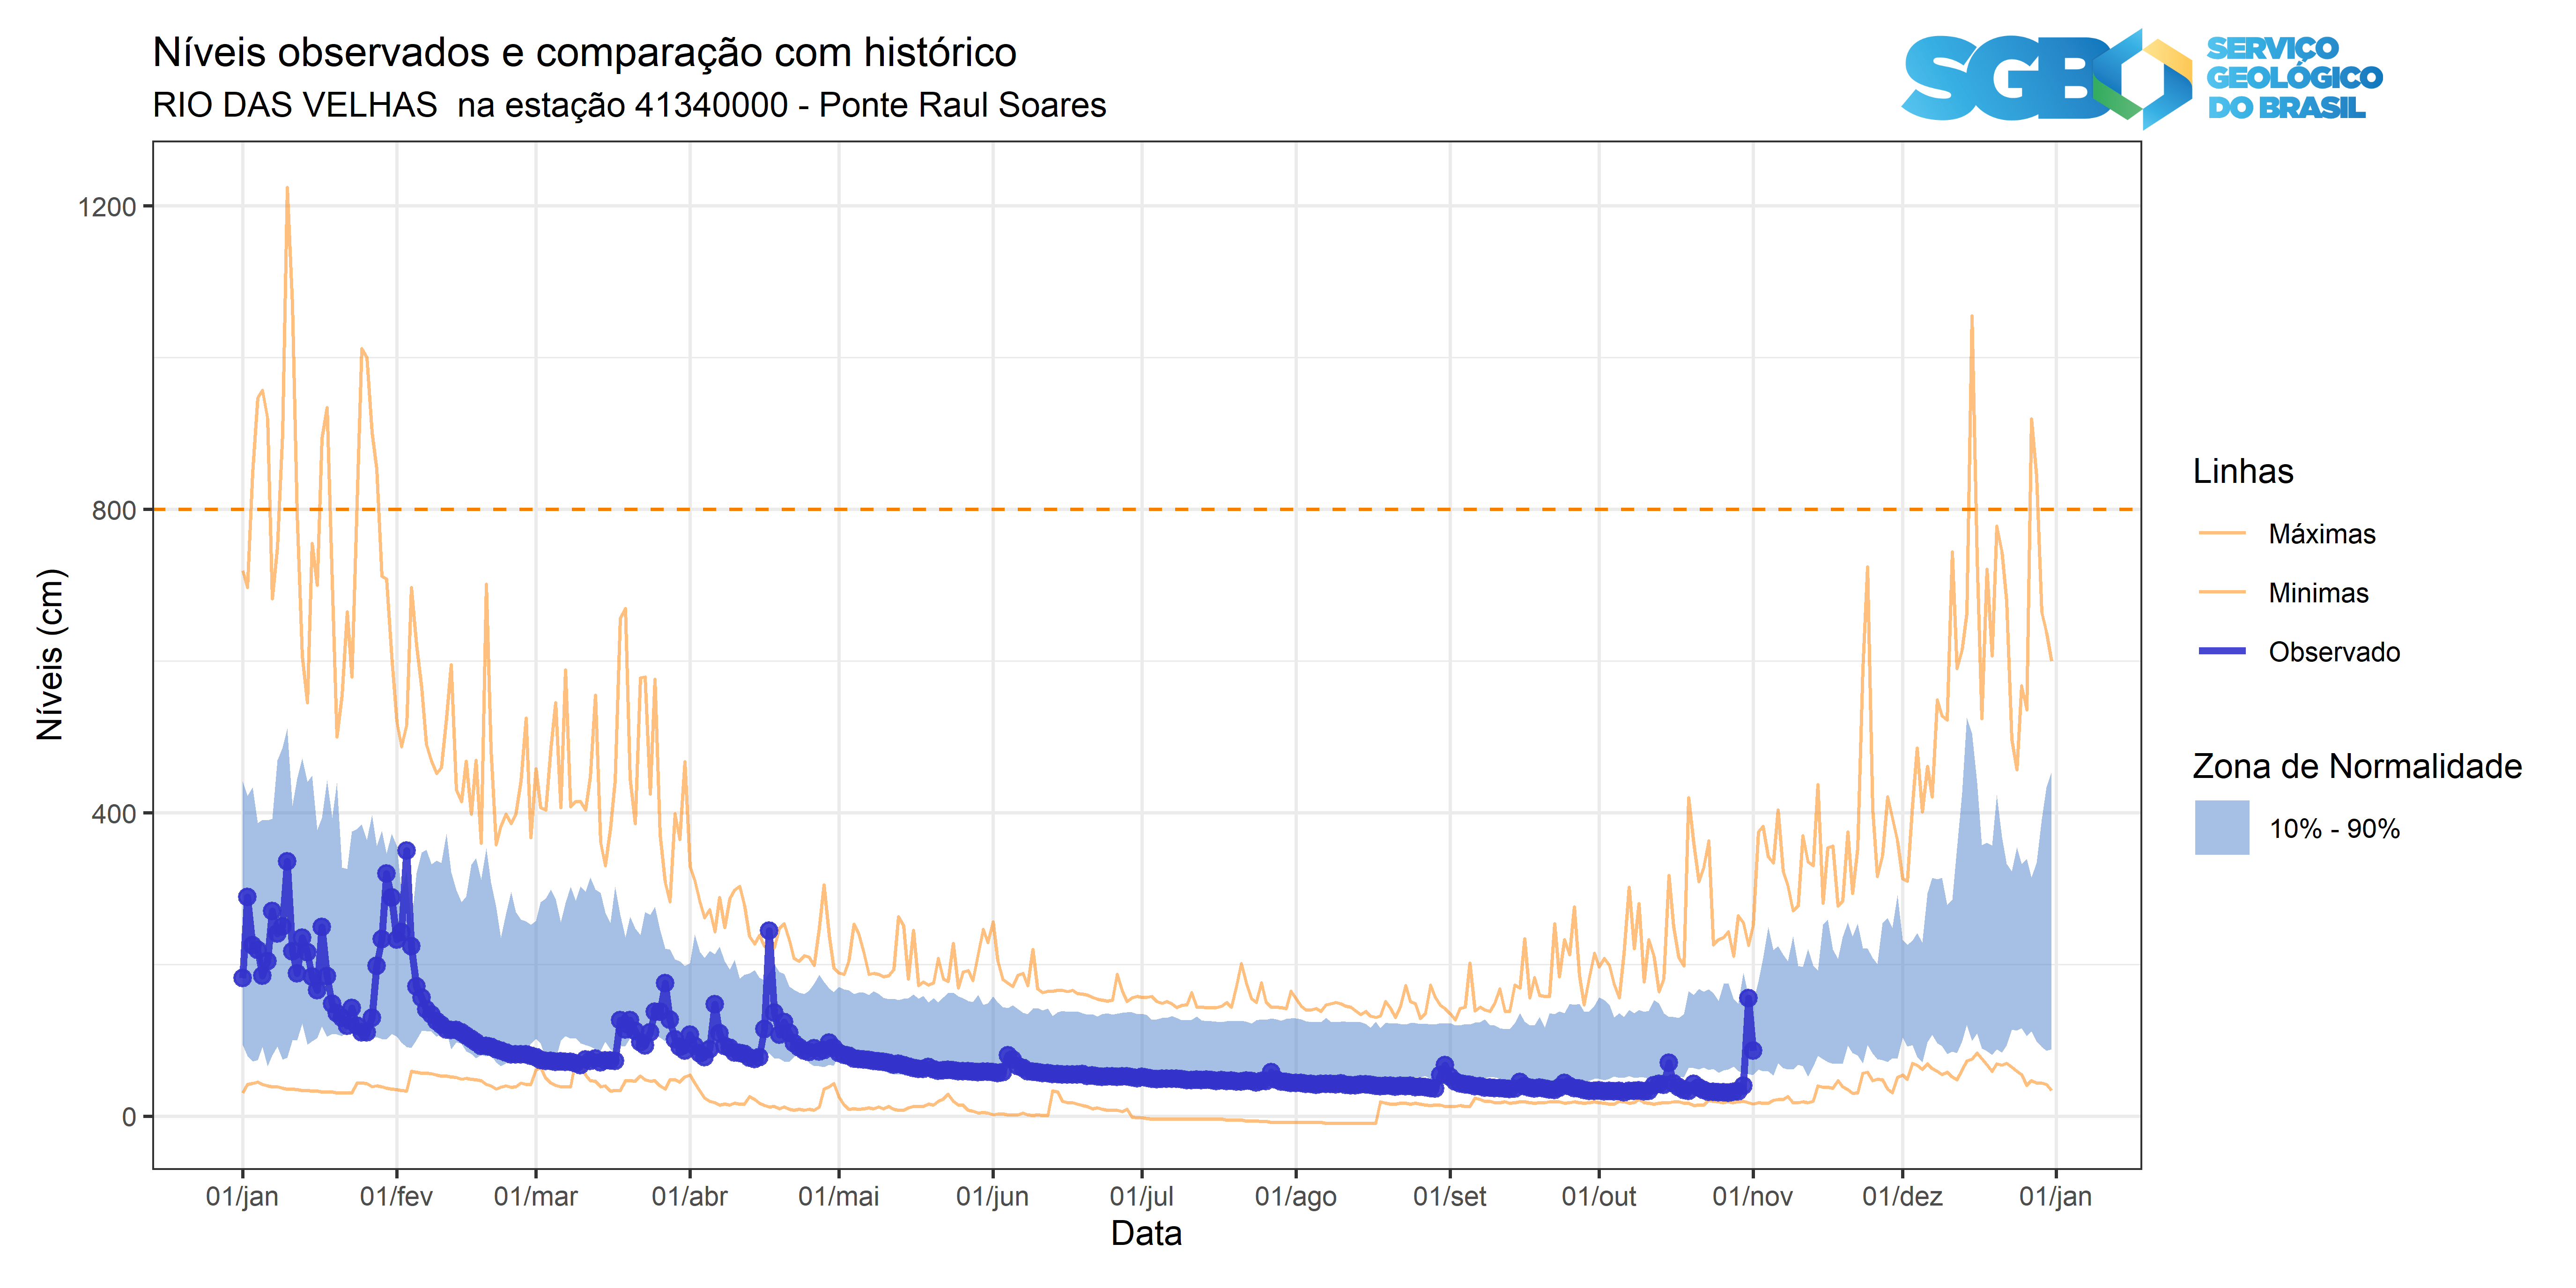 Níveis observados e comparação com histórico
RIO DAS VELHAS  na estação 41340000 - Ponte Raul Soares
SGB
SERVIÇO
GEOLÓGICO
DO BRASIL
Níveis (cm)
1200
800
400
0
01/jan 01/fev 01/mar 01/abr 01/mai 01/jun 01/jul 01/ago 01/set 01/out 01/nov 01/dez 01/jan
Data
Linhas
Máximas
Minimas
Observado
Zona de Normalidade
10% - 90%